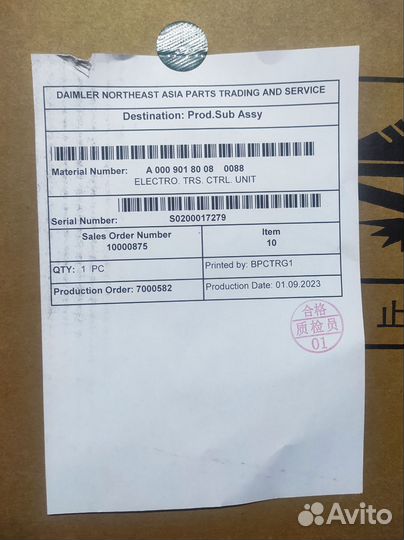 DAIMLER NORTHEAST ASIA PARTS TRADING AND SERVICE
Destination: Prod.Sub Assy
Material Number: A 000 901 80 08 0088
ELECTRO. TRS. CTRL. UNIT
Serial Number: S0200017279
Sales Order Number Item
10000875 10
QTY: 1 PC Printed by: BPCTRG1
Production Order: 7000582 Production Date: 01.09.2023
合格
质检员
01
止
Avito